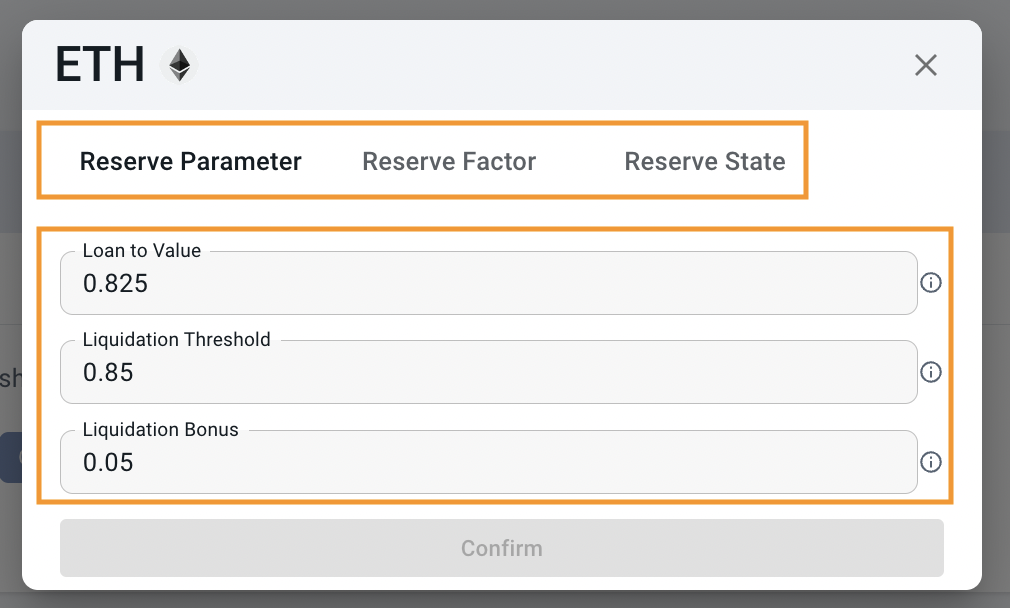 ETH
Reserve Parameter Reserve Factor Reserve State
Loan to Value
0.825
Liquidation Threshold
0.85
sh
Liquidation Bonus
0.05
Confirm